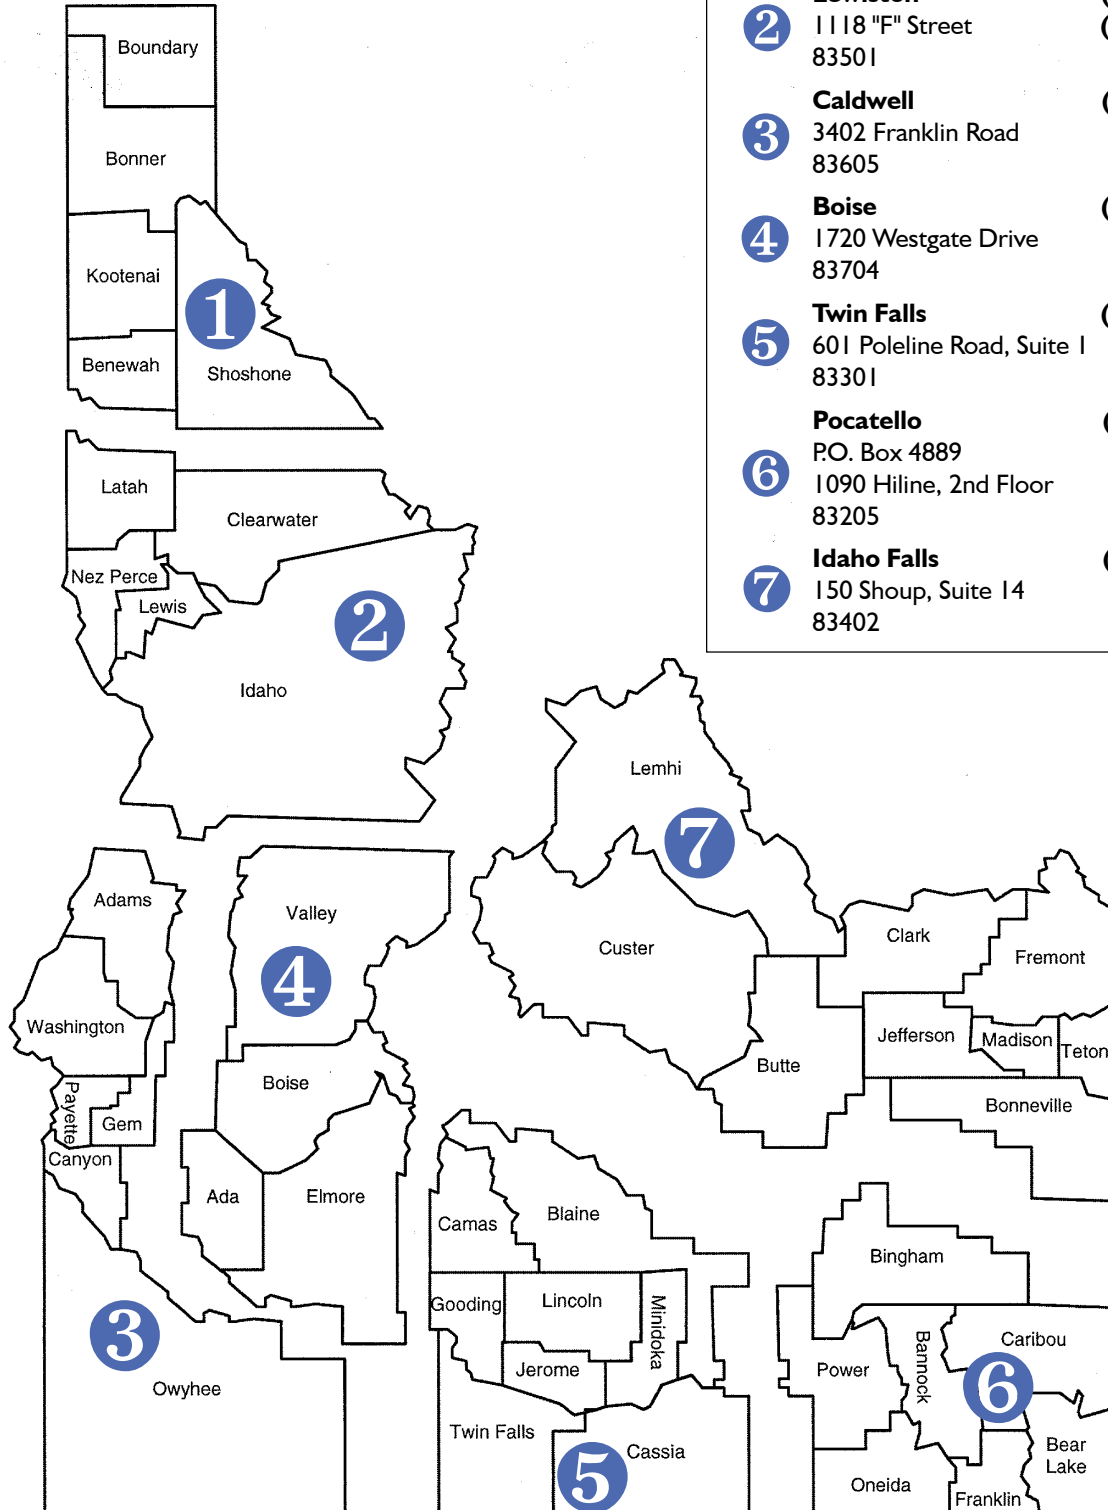 Boundary
Bonner
Kootenai
1
Benewah
Shoshone
Latah
Clearwater
Nez Perce
Lewis
2
Idaho
Lemhi
7
Adams
Valley
Custer
Clark
Fremont
4
Washington
Jefferson
Madison
Teton
Butte
Boise
Payette
Gem
Bonneville
Canyon
Ada
Elmore
Camas
Blaine
Bingham
Gooding
Lincoln
Minidoka
3
Jerome
Power
Bannock
Caribou
6
Owyhee
Twin Falls
5
Cassia
Oneida
Bear
Lake
Franklin
2
1118 "F" Street
83501
3
Caldwell
3402 Franklin Road
83605
4
Boise
1720 Westgate Drive
83704
5
Twin Falls
601 Poleline Road, Suite 1
83301
6
Pocatello
P.O. Box 4889
1090 Hiline, 2nd Floor
83205
7
Idaho Falls
150 Shoup, Suite 14
83402